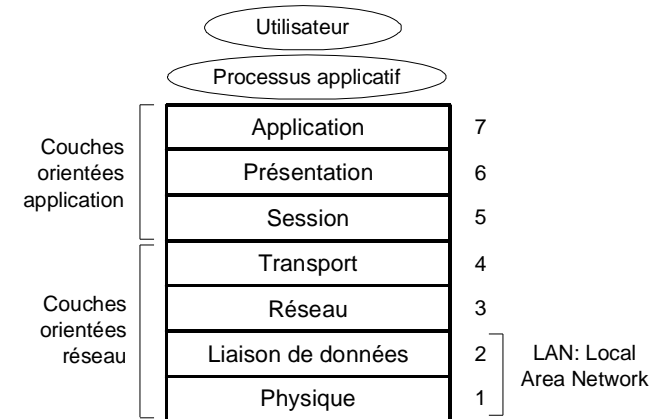 Utilisateur
Processus applicatif
Couches
orientées
application
Application 7
Présentation 6
Session 5
Couches
orientées
réseau
Transport 4
Réseau 3
Liaison de données 2
Physique 1
LAN: Local
Area Network